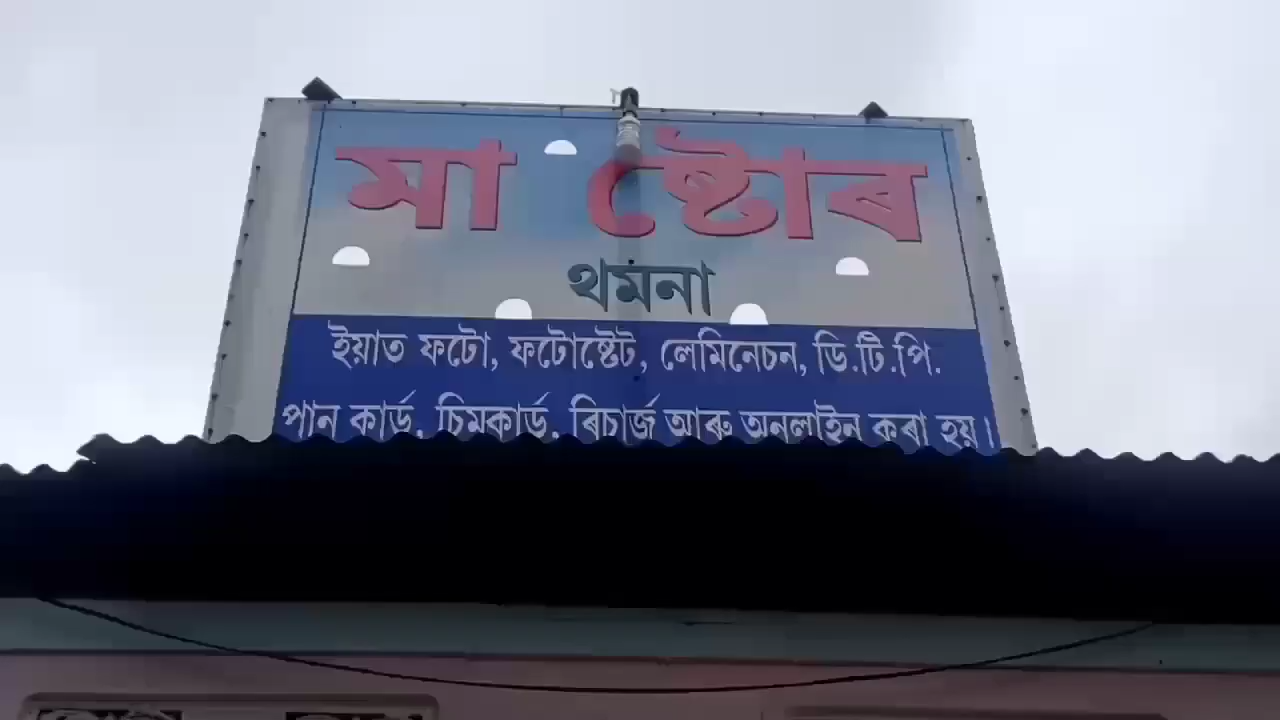 মা ষ্টোৰ
থমনা
ইয়াত ফটো, ফটোষ্টেট, লেমিনেচন, ডি.টি.পি.
পান কার্ড, চিমকার্ড, ৰিচার্জ আৰু অনলাইন কৰা হয়।